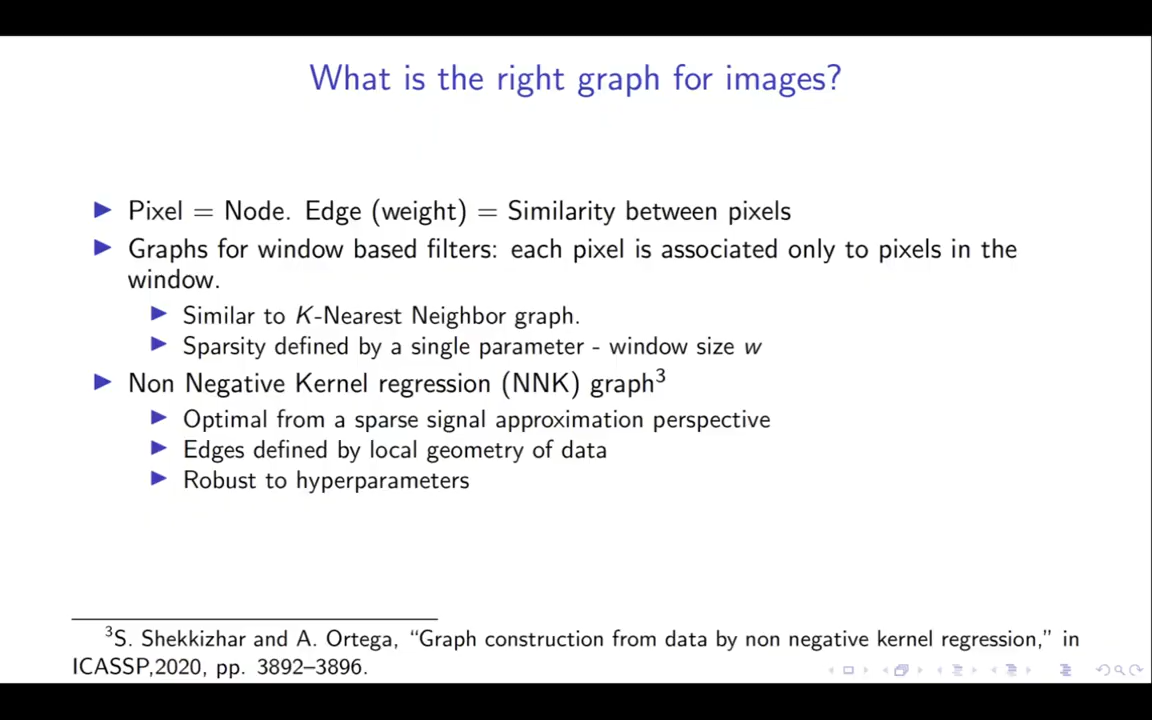 What is the right graph for images?
▶ Pixel = Node. Edge (weight) = Similarity between pixels
▶ Graphs for window based filters: each pixel is associated only to pixels in the
window.
▶ Similar to K-Nearest Neighbor graph.
▶ Sparsity defined by a single parameter - window size w
▶ Non Negative Kernel regression (NNK) graph³
▶ Optimal from a sparse signal approximation perspective
▶ Edges defined by local geometry of data
▶ Robust to hyperparameters
³S. Shekkizhar and A. Ortega, “Graph construction from data by non negative kernel regression,” in
ICASSP,2020, pp. 3892–3896.